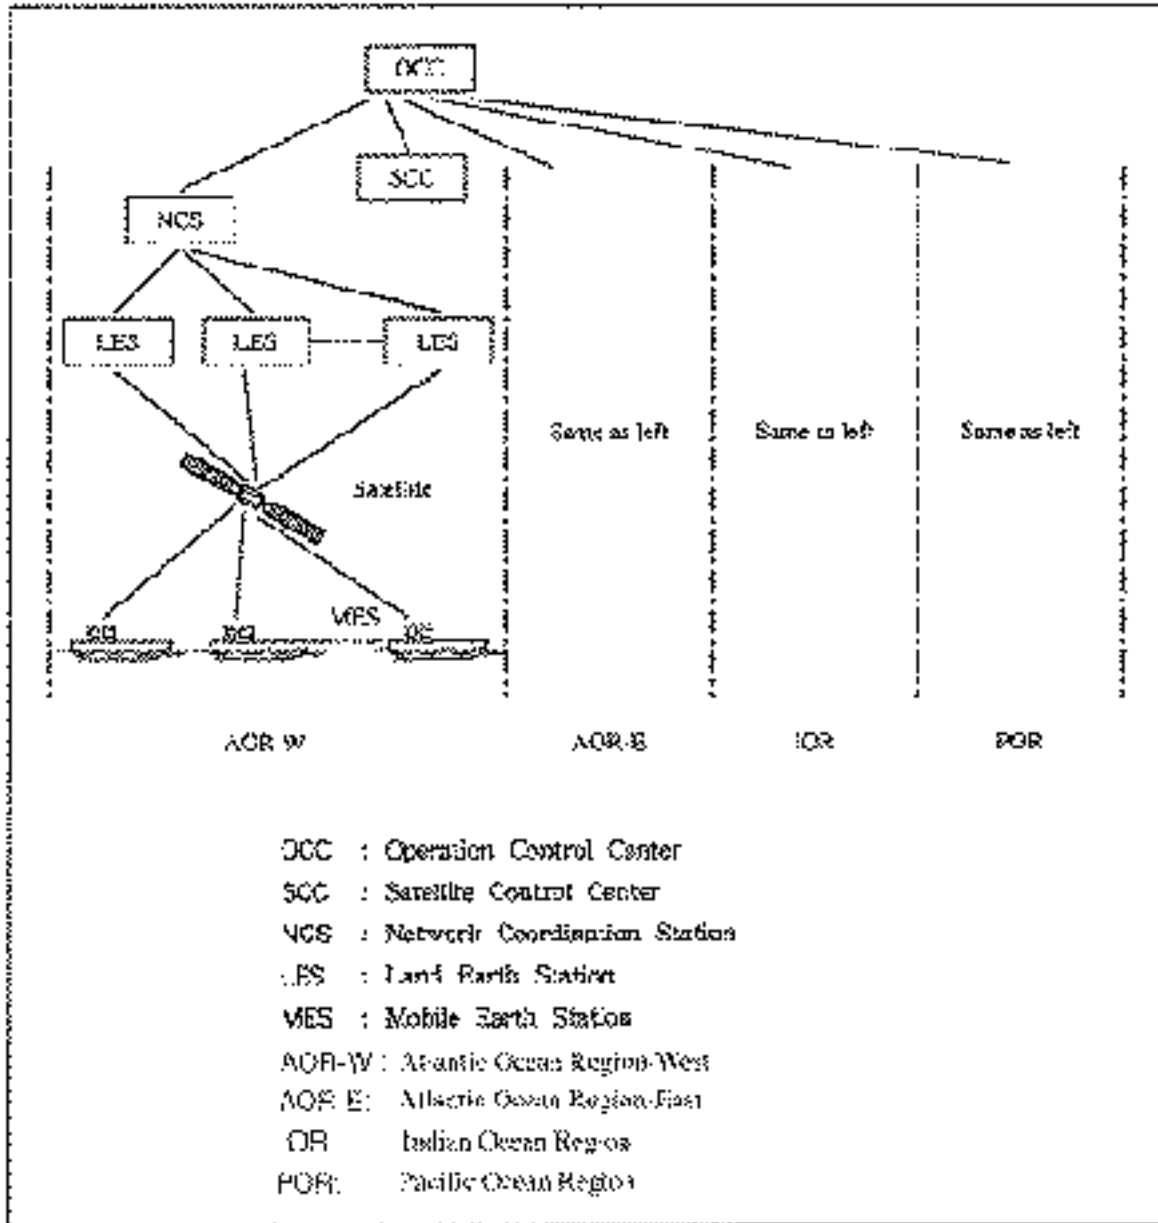 OCC
SCC
NCS
LES LES LES
Same as left Same as left Same as left
Satellite
MES
AOR-W AOR-E IOR POR
OCC : Operation Control Center
SCC : Satellite Control Center
NCS : Network Coordination Station
LES : Land Earth Station
MES : Mobile Earth Station
AOR-W : Atlantic Ocean Region-West
AOR-E: Atlantic Ocean Region-East
IOR Indian Ocean Region
POR: Pacific Ocean Region